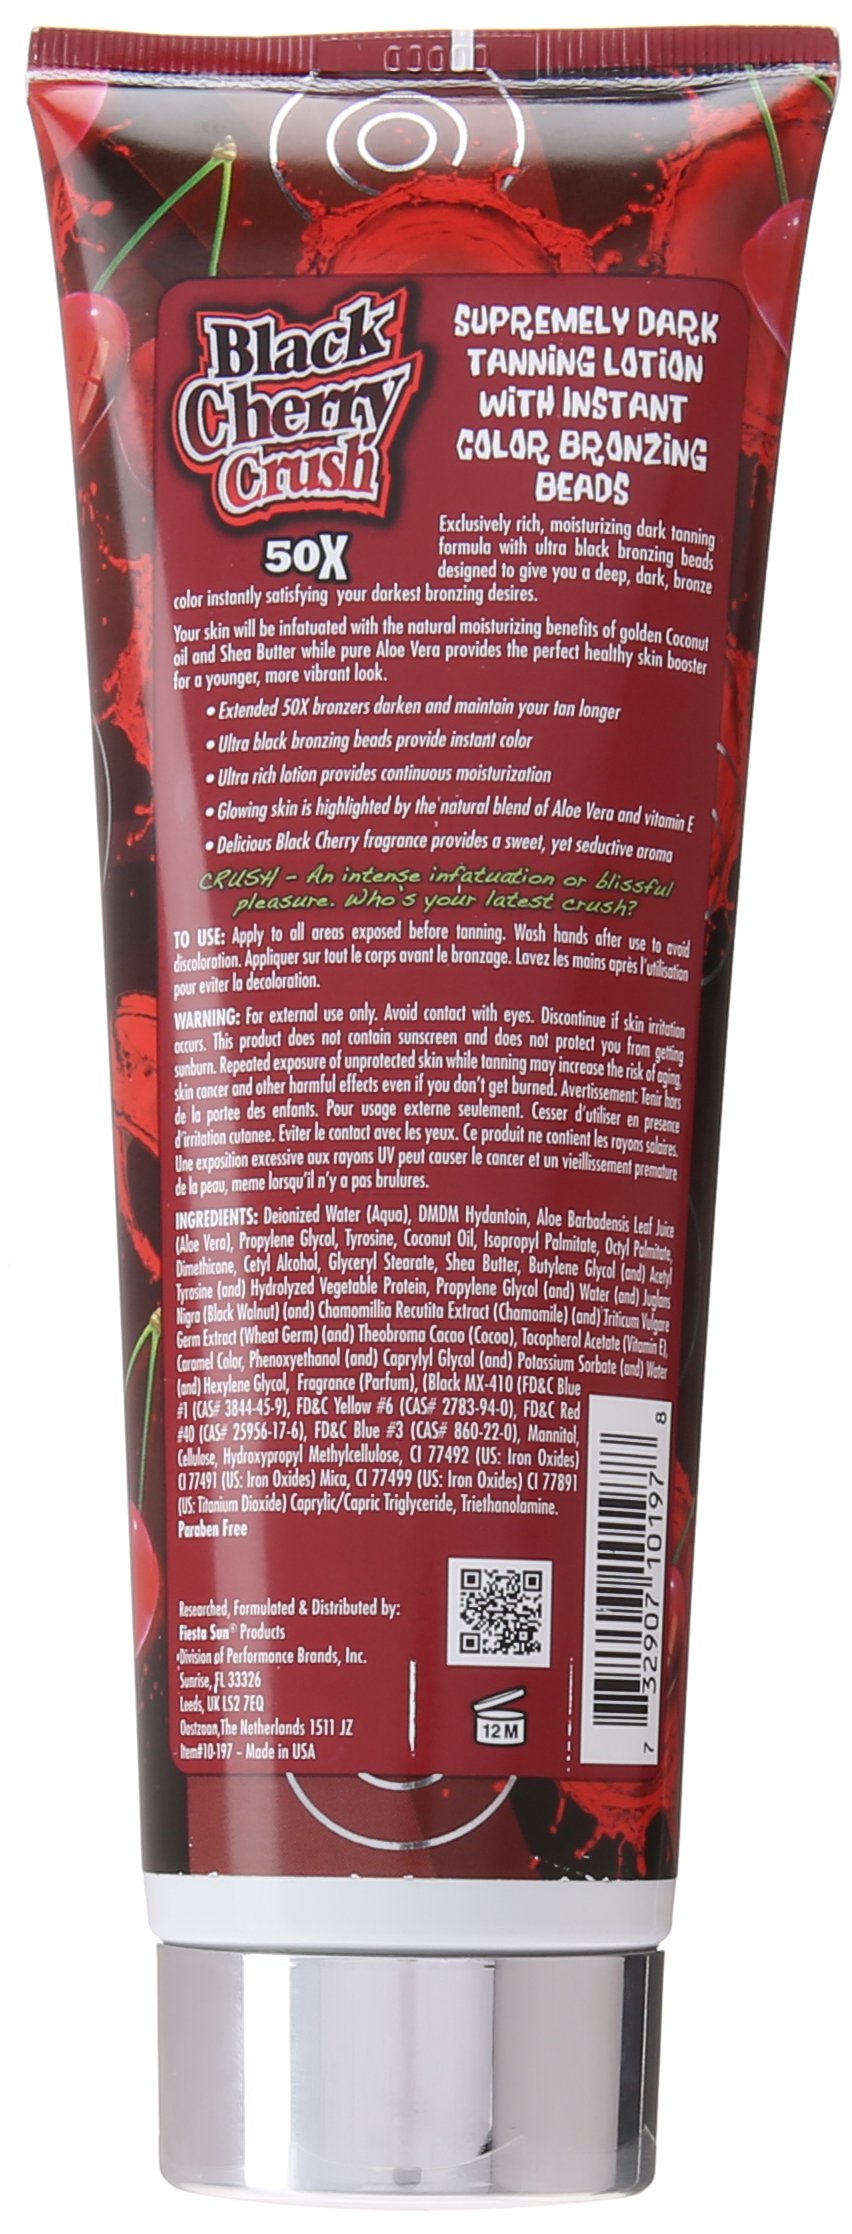 Black
Cherry
Crush
50X
SUPREMELY DARK
TANNING LOTION
WITH INSTANT
COLOR BRONZING
BEADS
Exclusively rich, moisturizing dark tanning
formula with ultra black bronzing beads
designed to give you a deep, dark, bronze
color instantly satisfying your darkest bronzing desires.
Your skin will be infatuated with the natural moisturizing benefits of golden Coconut
oil and Shea Butter while pure Aloe Vera provides the perfect healthy skin booster
for a younger, more vibrant look.
• Extended 50X bronzers darken and maintain your tan longer
• Ultra black bronzing beads provide instant color
• Ultra rich lotion provides continuous moisturization
• Glowing skin is highlighted by the natural blend of Aloe Vera and vitamin E
• Delicious Black Cherry fragrance provides a sweet, yet seductive aroma
CRUSH - An intense infatuation or blissful
pleasure. Who's your latest crush?
TO USE: Apply to all areas exposed before tanning. Wash hands after use to avoid
discoloration. Appliquer sur tout le corps avant le bronzage. Lavez les mains après l'utilisation
pour eviter la decoloration.
WARNING: For external use only. Avoid contact with eyes. Discontinue if skin irritation
occurs. This product does not contain sunscreen and does not protect you from getting
sunburn. Repeated exposure of unprotected skin while tanning may increase the risk of aging,
skin cancer and other harmful effects even if you don't get burned. Avertissement: Tenir hors
de la portee des enfants. Pour usage externe seulement. Cesser d'utiliser en presence
d'irritation cutanee. Eviter le contact avec les yeux. Ce produit ne contient les rayons solaires.
Une exposition excessive aux rayons UV peut causer le cancer et un vieillissement premature
de la peau, meme lorsqu'il n'y a pas brulures.
INGREDIENTS: Deionized Water (Aqua), DMDM Hydantoin, Aloe Barbadensis Leaf Juice
(Aloe Vera), Propylene Glycol, Tyrosine, Coconut Oil, Isopropyl Palmitate, Octyl Palmitate,
Dimethicone, Cetyl Alcohol, Glyceryl Stearate, Shea Butter, Butylene Glycol (and) Acetyl
Tyrosine (and) Hydrolyzed Vegetable Protein, Propylene Glycol (and) Water (and) Juglans
Nigra (Black Walnut) (and) Chamomillia Recutita Extract (Chamomile) (and) Triticum Vulgare
Germ Extract (Wheat Germ) (and) Theobroma Cacao (Cocoa), Tocopherol Acetate (Vitamin E),
Caramel Color, Phenoxyethanol (and) Caprylyl Glycol (and) Potassium Sorbate (and) Water
(and) Hexylene Glycol, Fragrance (Parfum), (Black MX-410 (FD&C Blue
#1 (CAS# 3844-45-9), FD&C Yellow #6 (CAS# 2783-94-0), FD&C Red
#40 (CAS# 25956-17-6), FD&C Blue #3 (CAS# 860-22-0), Mannitol,
Cellulose, Hydroxypropyl Methylcellulose, CI 77492 (US: Iron Oxides)
CI 77491 (US: Iron Oxides) Mica, CI 77499 (US: Iron Oxides) CI 77891
(US: Titanium Dioxide) Caprylic/Capric Triglyceride, Triethanolamine.
Paraben Free
Researched, Formulated & Distributed by:
Fiesta Sun® Products
Division of Performance Brands, Inc.
Sunrise, FL 33326
Leeds, UK LS2 7EQ
Oostzaan, The Netherlands 1511 JZ
Item#10-197 - Made in USA
12 M
7 32907 10197 8